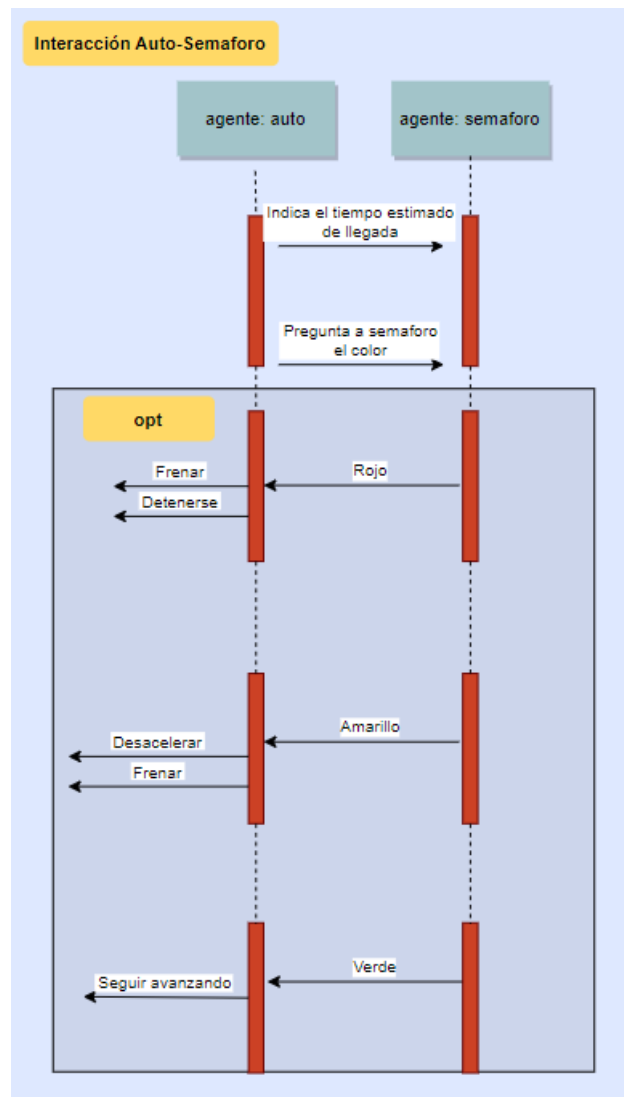 Interacción Auto-Semaforo
agente: auto
agente: semaforo
Indica el tiempo estimado
de llegada
Pregunta a semaforo
el color
opt
Rojo
Frenar
Detenerse
Amarillo
Desacelerar
Frenar
Verde
Seguir avanzando